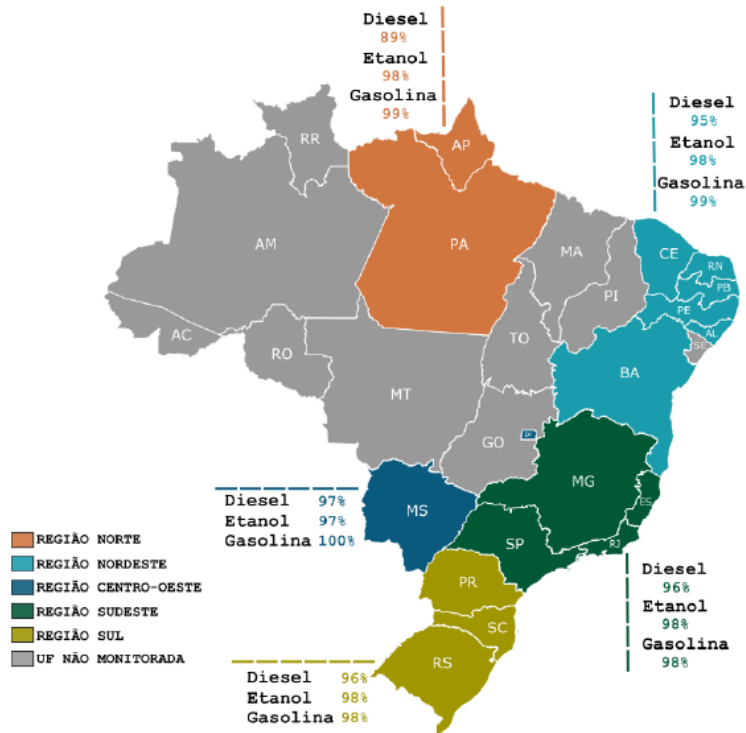 Diesel
89%
Etanol
98%
Gasolina
99%
Diesel
95%
Etanol
98%
Gasolina
99%
RR
AP
AM
PA
MA
CE
RN
PB
PI
PE
AL
SE
AC
RO
TO
BA
MT
GO
DF
MG
ES
MS
SP
RJ
PR
SC
RS
Diesel 97%
Etanol 97%
Gasolina 100%
REGIÃO NORTE
REGIÃO NORDESTE
REGIÃO CENTRO-OESTE
REGIÃO SUDESTE
REGIÃO SUL
UF NÃO MONITORADA
Diesel
96%
Etanol
98%
Gasolina
98%
Diesel 96%
Etanol 98%
Gasolina 98%